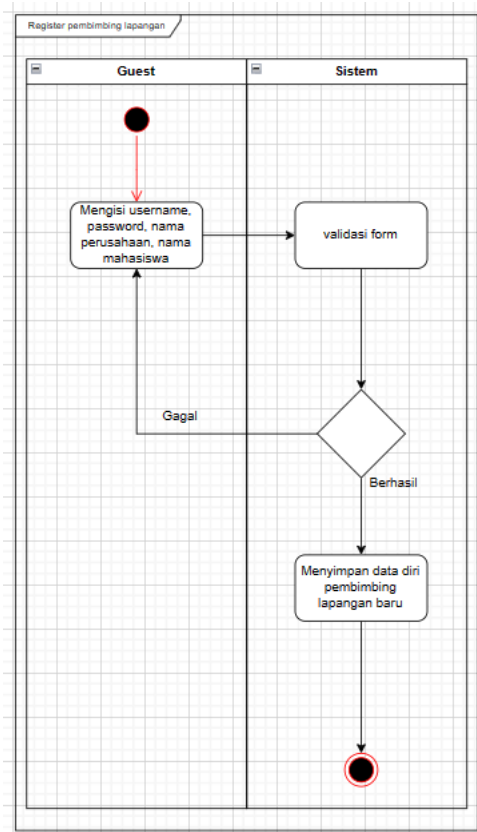 Register pembimbing lapangan
Guest
Sistem
Mengisi username,
password, nama
perusahaan, nama
mahasiswa
validasi form
Gagal
Berhasil
Menyimpan data diri
pembimbing
lapangan baru